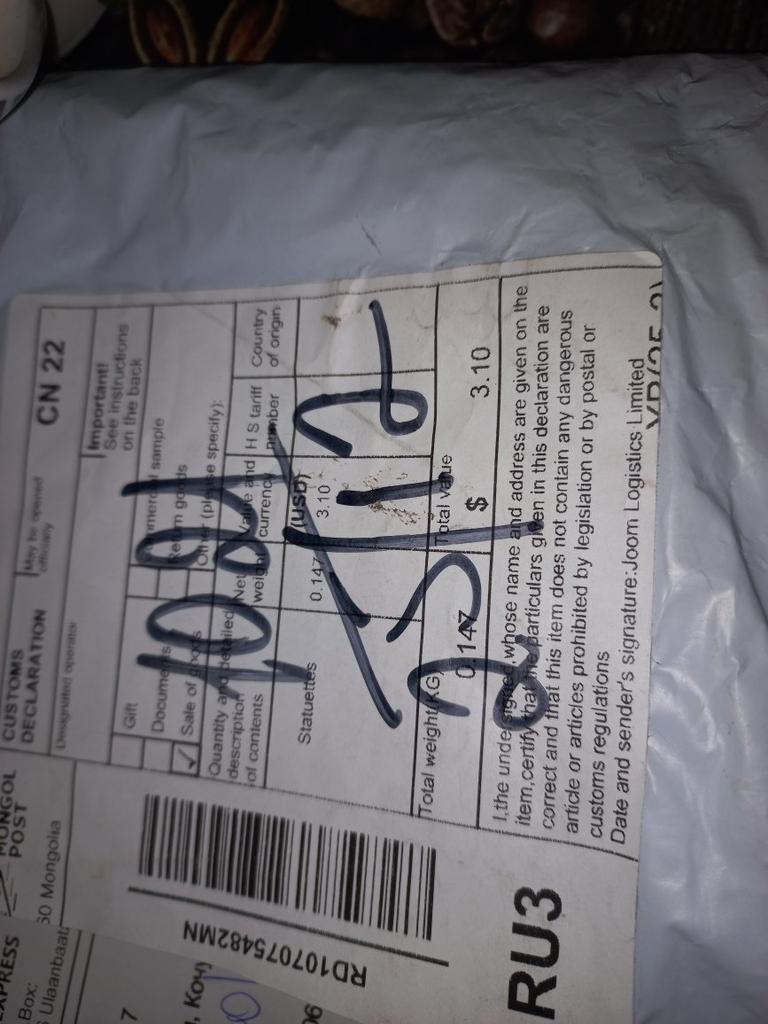 MONGOL
POST
60 Mongolia
EXPRESS
Box:
Ulaanbaat
7
, Кочу
RD107075482MN
RU3
CUSTOMS
DECLARATION
May be opened
officially
CN 22
Designated operator
Important!
See instructions
on the back
Gift
Commercial sample
Documents
Return goods
✓ Sale of goods
Other (please specify):
Quantity and detailed
description
of contents
Net
weight
Value and
currency
(USD)
H S tariff
number
Country
of origin
Statuettes
0.147
3.10
Total weight(KG)
0.147
Total value
$
3.10
I,the undersigned,whose name and address are given on the
item,certify that the particulars given in this declaration are
correct and that this item does not contain any dangerous
article or articles prohibited by legislation or by postal or
customs regulations
Date and sender's signature:Joom Logistics Limited